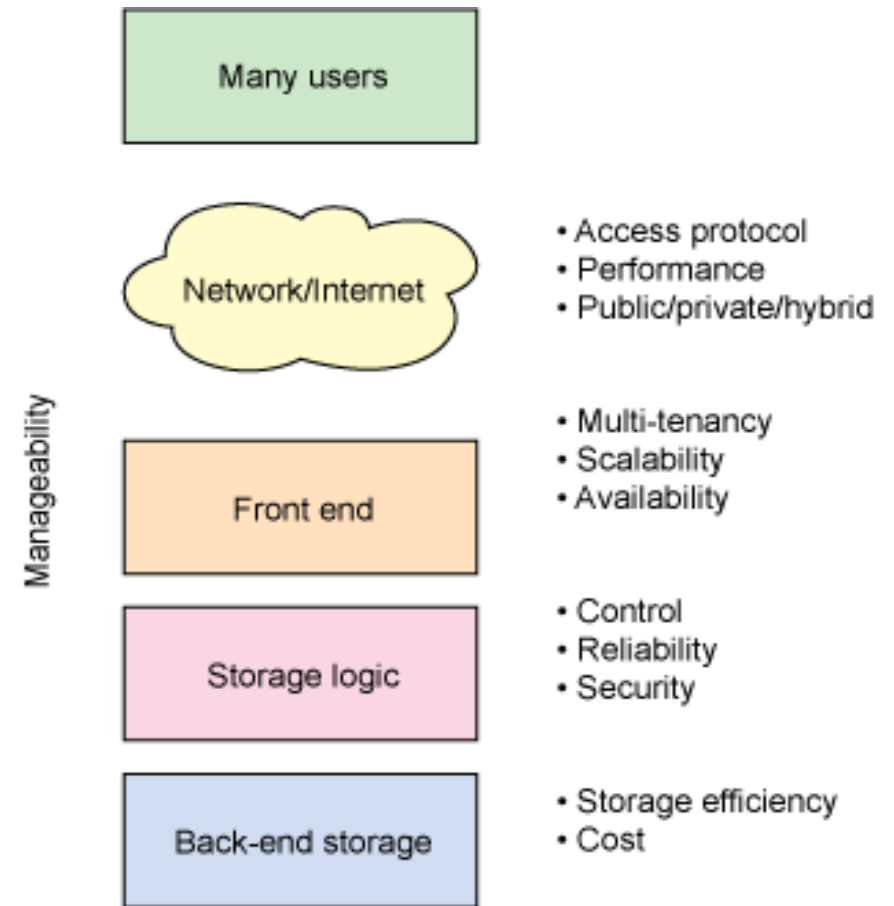 Many users
Network/Internet
• Access protocol
• Performance
• Public/private/hybrid
Manageability
Front end
• Multi-tenancy
• Scalability
• Availability
Storage logic
• Control
• Reliability
• Security
Back-end storage
• Storage efficiency
• Cost